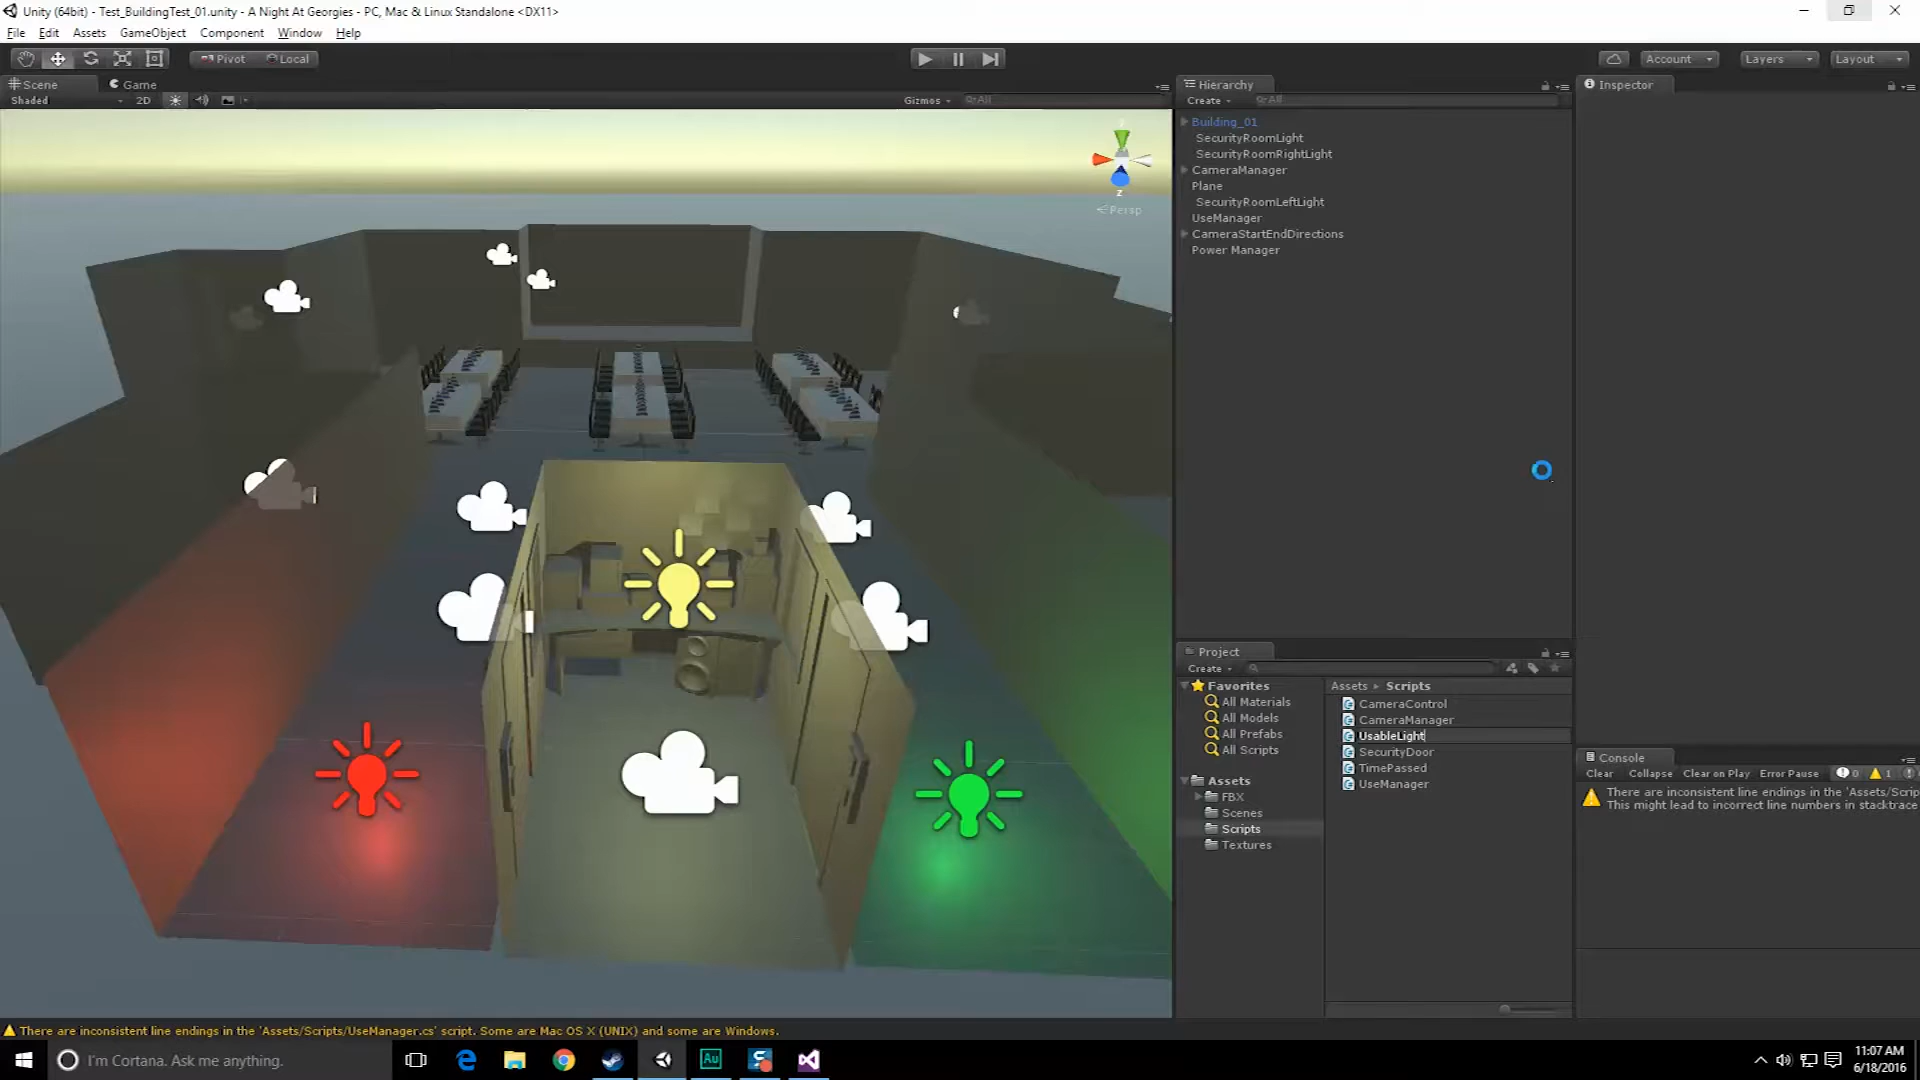 Unity (64bit) - Test_BuildingTest_01.unity - A Night At Georgies - PC, Mac & Linux Standalone <DX11>
File Edit Assets GameObject Component Window Help
Pivot Local Account Layers Layout
Scene Game
Shaded 2D Gizmos All
Persp
z
Hierarchy
Create All
Building_01
SecurityRoomLight
SecurityRoomRightLight
CameraManager
Plane
SecurityRoomLeftLight
UseManager
CameraStartEndDirections
Power Manager
Inspector
Project
Create
Favorites
All Materials
All Models
All Prefabs
All Scripts
Assets
FBX
Scenes
Scripts
Textures
Assets Scripts
CameraControl
CameraManager
UsableLight
SecurityDoor
TimePassed
UseManager
Console
Clear Collapse Clear on Play Error Pause 0 1
There are inconsistent line endings in the 'Assets/Scrip
This might lead to incorrect line numbers in stacktrace
There are inconsistent line endings in the 'Assets/Scripts/UseManager.cs' script. Some are Mac OS X (UNIX) and some are Windows.
I'm Cortana. Ask me anything.
Au
11:07 AM
6/18/2016